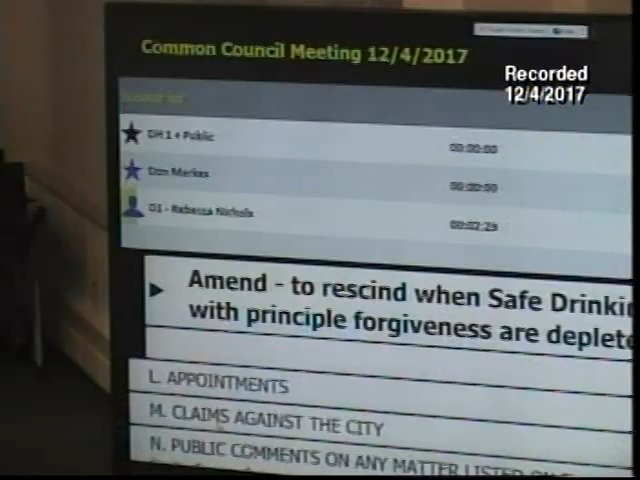 Common Council Meeting 12/4/2017
Recorded
12/4/2017
DH 1 + Public 00:00:00
Don Merkes 00:00:00
D1 - Rebecca Nichols 00:02:29
Amend - to rescind when Safe Drinki
with principle forgiveness are deplete
L. APPOINTMENTS
M. CLAIMS AGAINST THE CITY
N. PUBLIC COMMENTS ON ANY MATTER LISTED ON